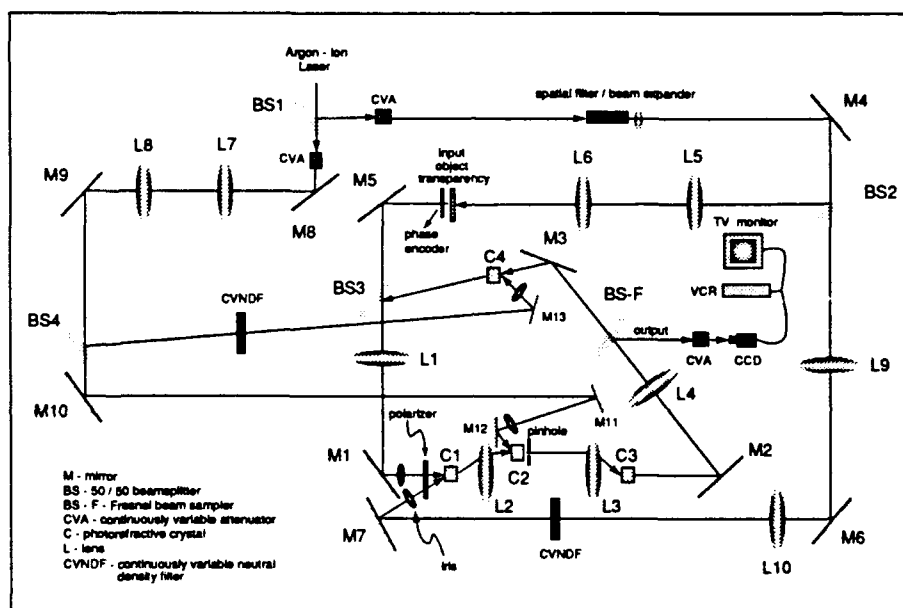 Argon - Ion
Laser
BS1
CVA
spatial filter / beam expander
M4
L8
L7
CVA
M9
M5
input
object
transparency
L6
L5
BS2
M8
phase
encoder
TV monitor
M3
C4
VCR
BS3
BS-F
M13
CVNDF
BS4
output
CVA
CCD
L1
L9
L4
M10
M11
polarizer
M12
pinhole
M1
C1
C2
C3
M2
L2
L3
M7
iris
CVNDF
L10
M6
M - mirror
BS - 50 / 50 beamsplitter
BS - F - Fresnel beam sampler
CVA - continuously variable attenuator
C - photorefractive crystal
L - lens
CVNDF - continuously variable neutral
density filter